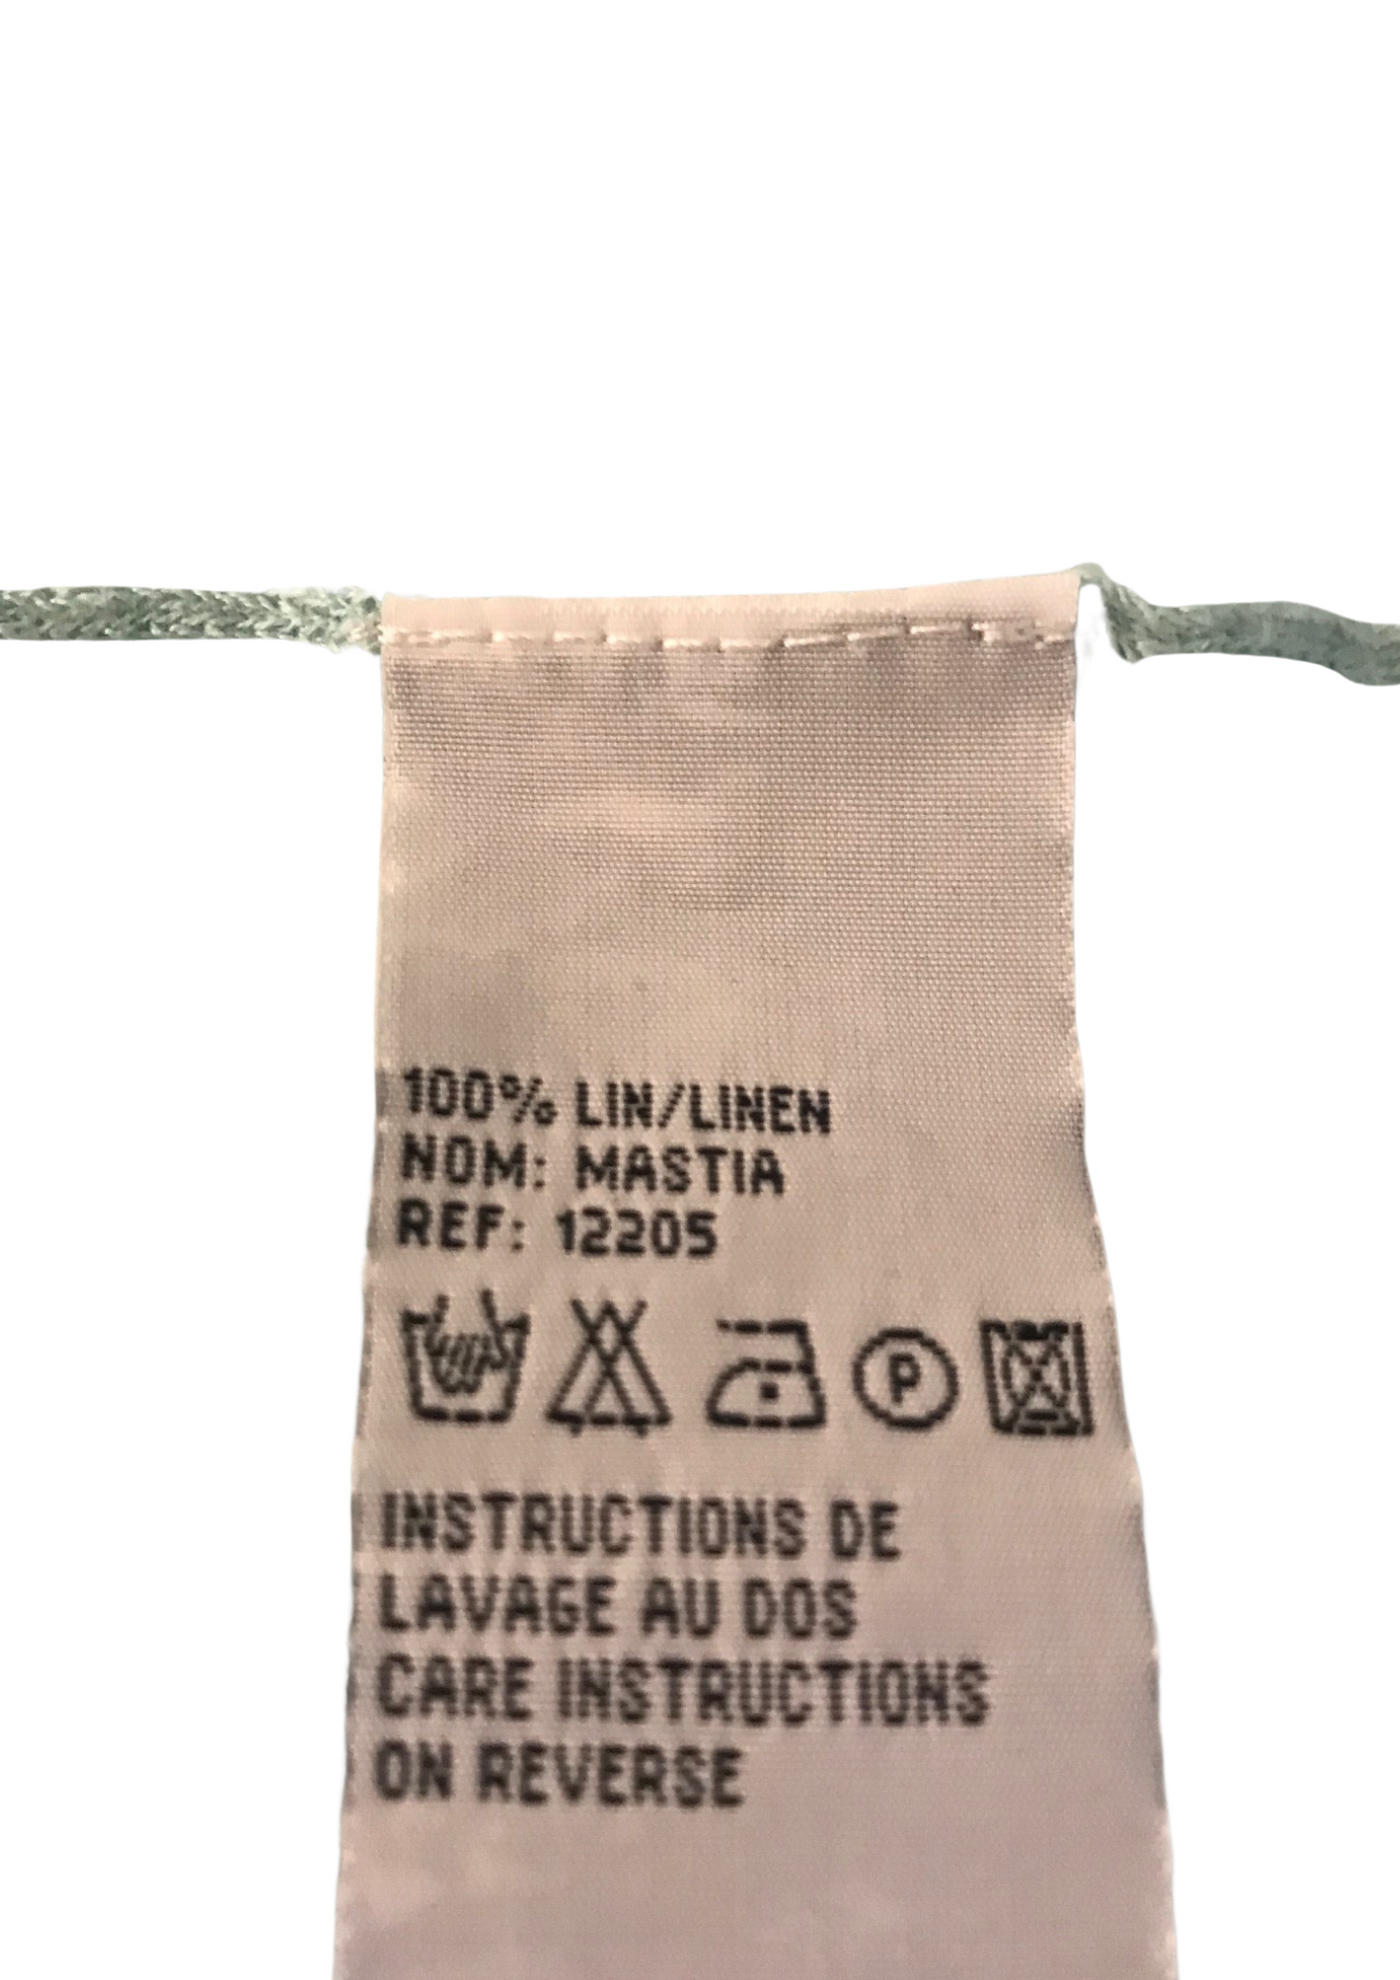 100% LIN/LINEN
NOM: MASTIA
REF: 12205
P
INSTRUCTIONS DE
LAVAGE AU DOS
CARE INSTRUCTIONS
ON REVERSE